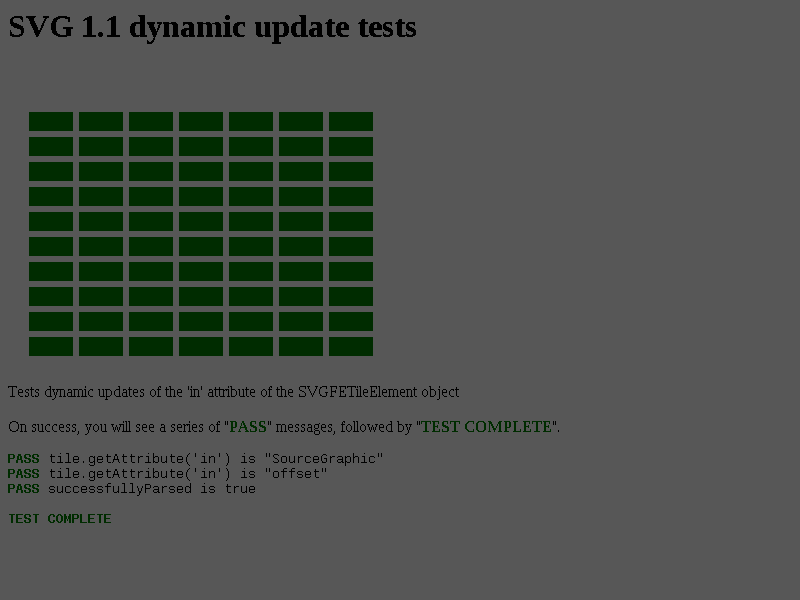 SVG 1.1 dynamic update tests
Tests dynamic updates of the 'in' attribute of the SVGFETileElement object
On success, you will see a series of "PASS" messages, followed by "TEST COMPLETE".
PASS tile.getAttribute('in') is "SourceGraphic"
PASS tile.getAttribute('in') is "offset"
PASS successfullyParsed is true
TEST COMPLETE